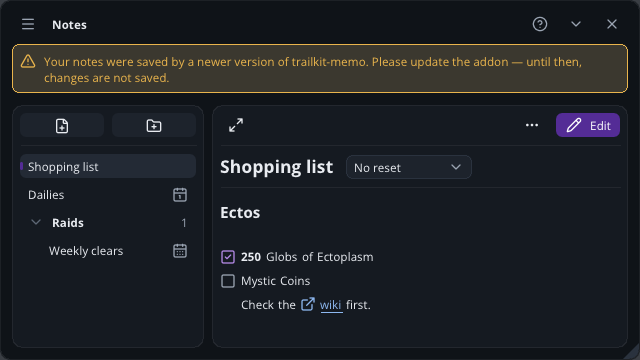 Notes
Your notes were saved by a newer version of trailkit-memo. Please update the addon — until then,
changes are not saved.
Edit
Shopping list
Dailies
Raids 1
Weekly clears
Shopping list No reset
Ectos
250 Globs of Ectoplasm
Mystic Coins
Check the wiki first.